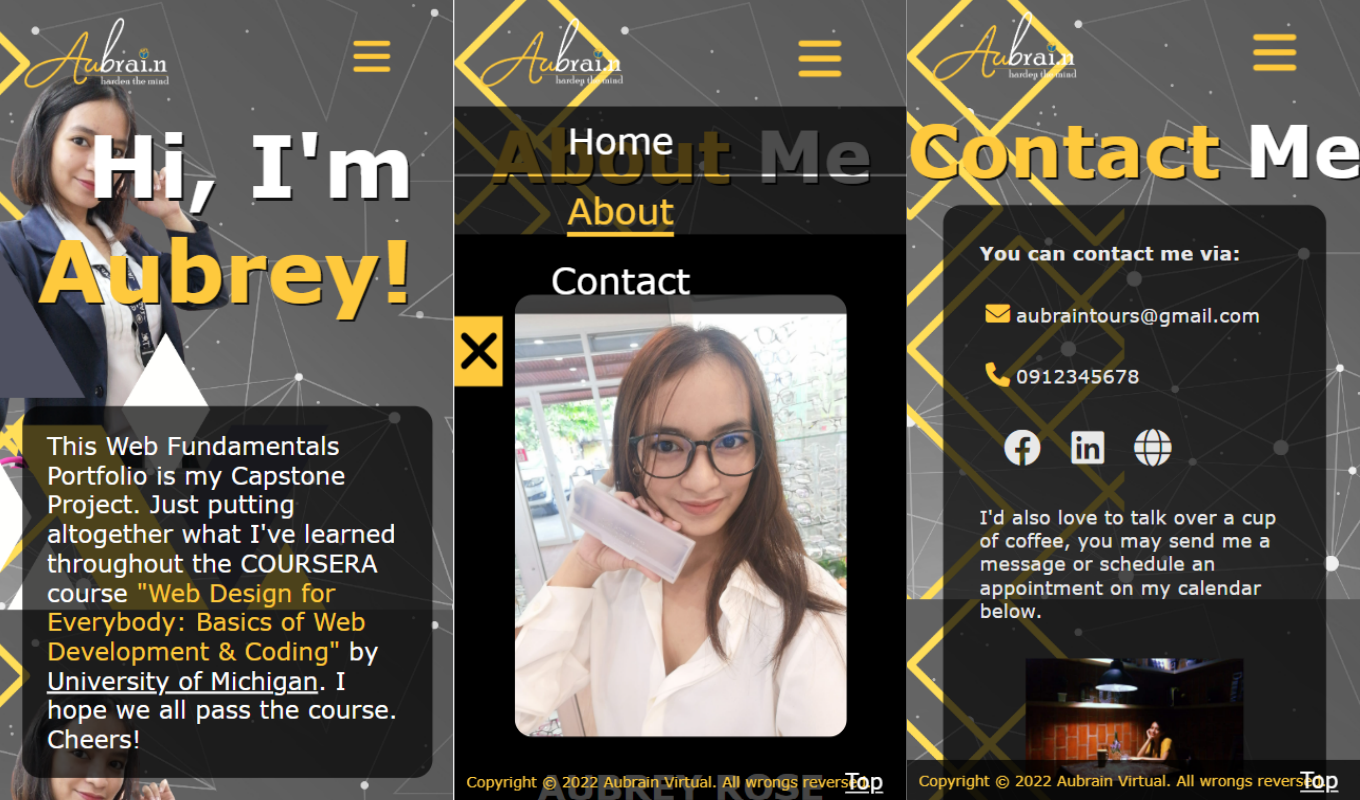 Aubrai.n
harden the mind
Hi, I'm
Aubrey!
This Web Fundamentals
Portfolio is my Capstone
Project. Just putting
altogether what I've learned
throughout the COURSERA
course "Web Design for
Everybody: Basics of Web
Development & Coding" by
University of Michigan. I
hope we all pass the course.
Cheers!
Aubrai.n
harden the mind
About Me
Home
About
Contact
AUBREY ROSE
Copyright © 2022 Aubrain Virtual. All wrongs reversed.
Top
Aubrai.n
harden the mind
Contact Me
You can contact me via:
aubraintours@gmail.com
0912345678
I'd also love to talk over a cup
of coffee, you may send me a
message or schedule an
appointment on my calendar
below.
Copyright © 2022 Aubrain Virtual. All wrongs reversed.
Top